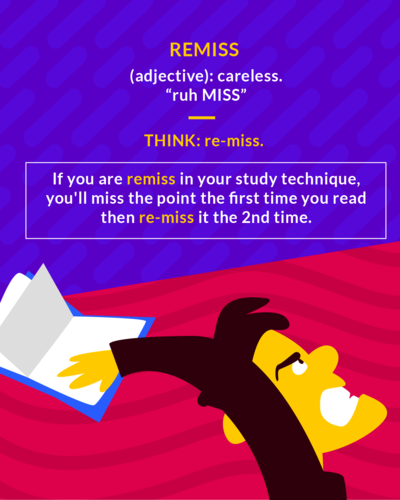 REMISS
(adjective): careless.
“ruh MISS”
THINK: re-miss.
If you are remiss in your study technique,
you'll miss the point the first time you read
then re-miss it the 2nd time.